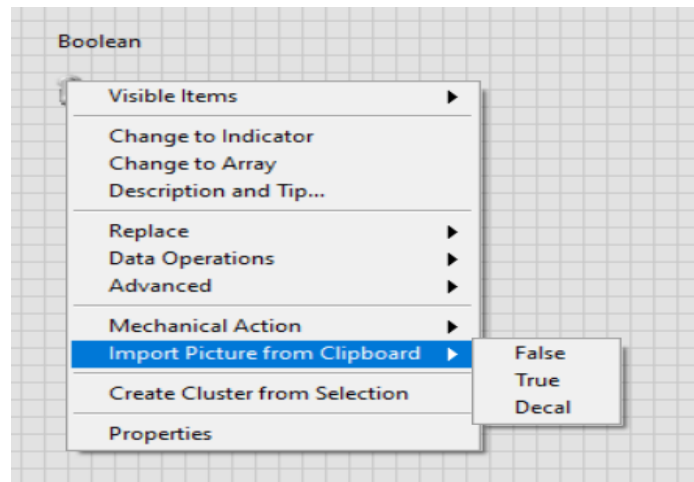 Boolean
Visible Items
Change to Indicator
Change to Array
Description and Tip...
Replace
Data Operations
Advanced
Mechanical Action
Import Picture from Clipboard
False
True
Decal
Create Cluster from Selection
Properties